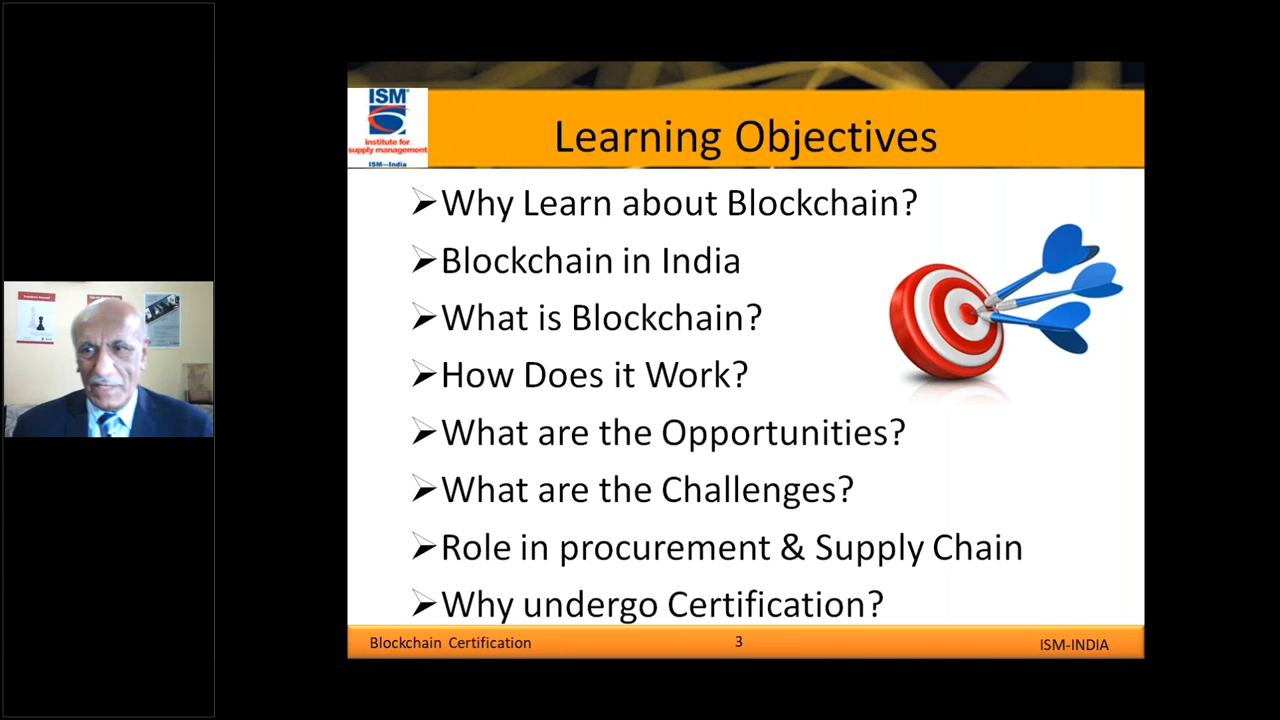 ISM®
institute for
supply management
ISM—India
Learning Objectives
➢Why Learn about Blockchain?
➢Blockchain in India
➢What is Blockchain?
➢How Does it Work?
➢What are the Opportunities?
➢What are the Challenges?
➢Role in procurement & Supply Chain
➢Why undergo Certification?
Blockchain Certification
3
ISM-INDIA